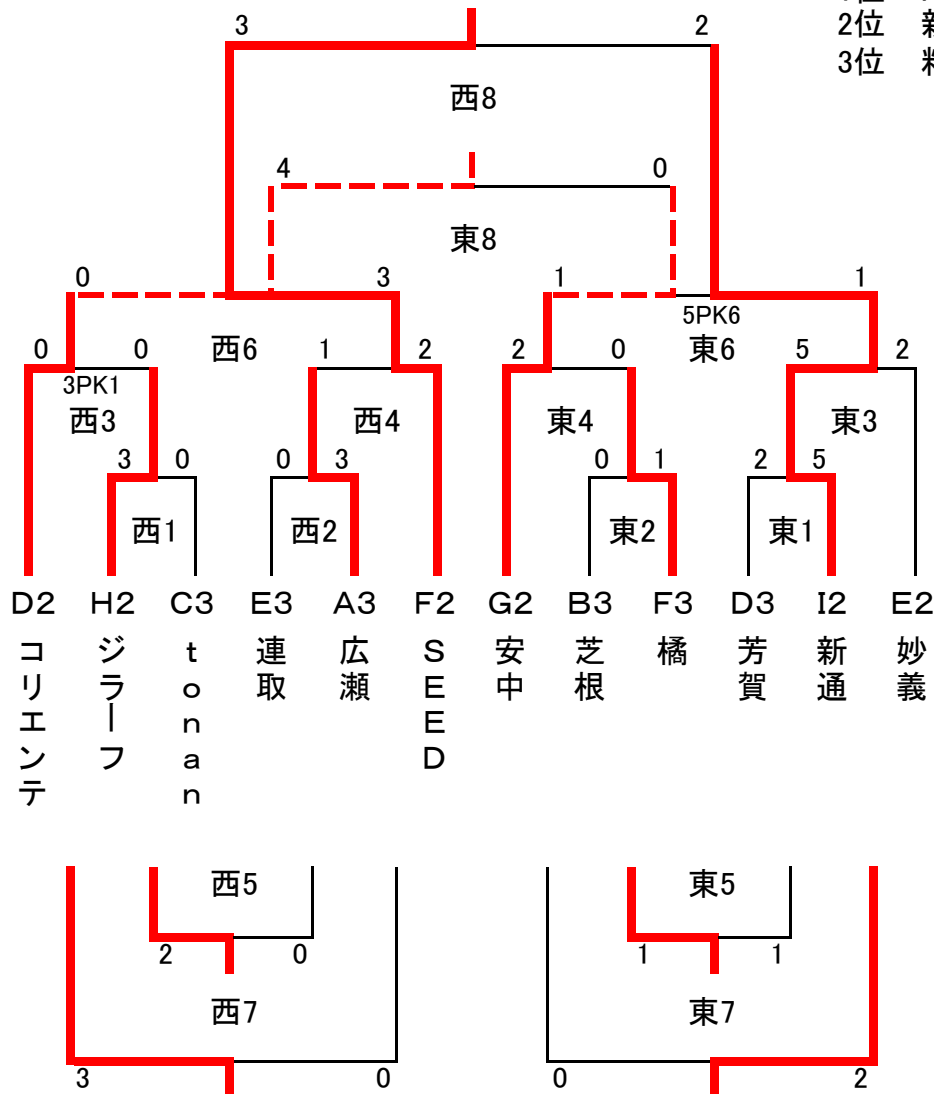 3 2
2位 新
3位
西8
4 0
東8
0 3 1 1
5PK6
0 0 西6 1 2 2 0 東6 5 2
3PK1
西3 西4 東4 東3
3 0 0 3 0 1 2 5
西1 西2 東2 東1
D2 H2 C3 E3 A3 F2 G2 B3 F3 D3 I2 E2
コリエンテ
ジラーフ
tonan
連取
広瀬
SEED
安中
芝根
橘
芳賀
新通
妙義
西5 東5
2 0 1 1
西7 東7
3 0 0 2